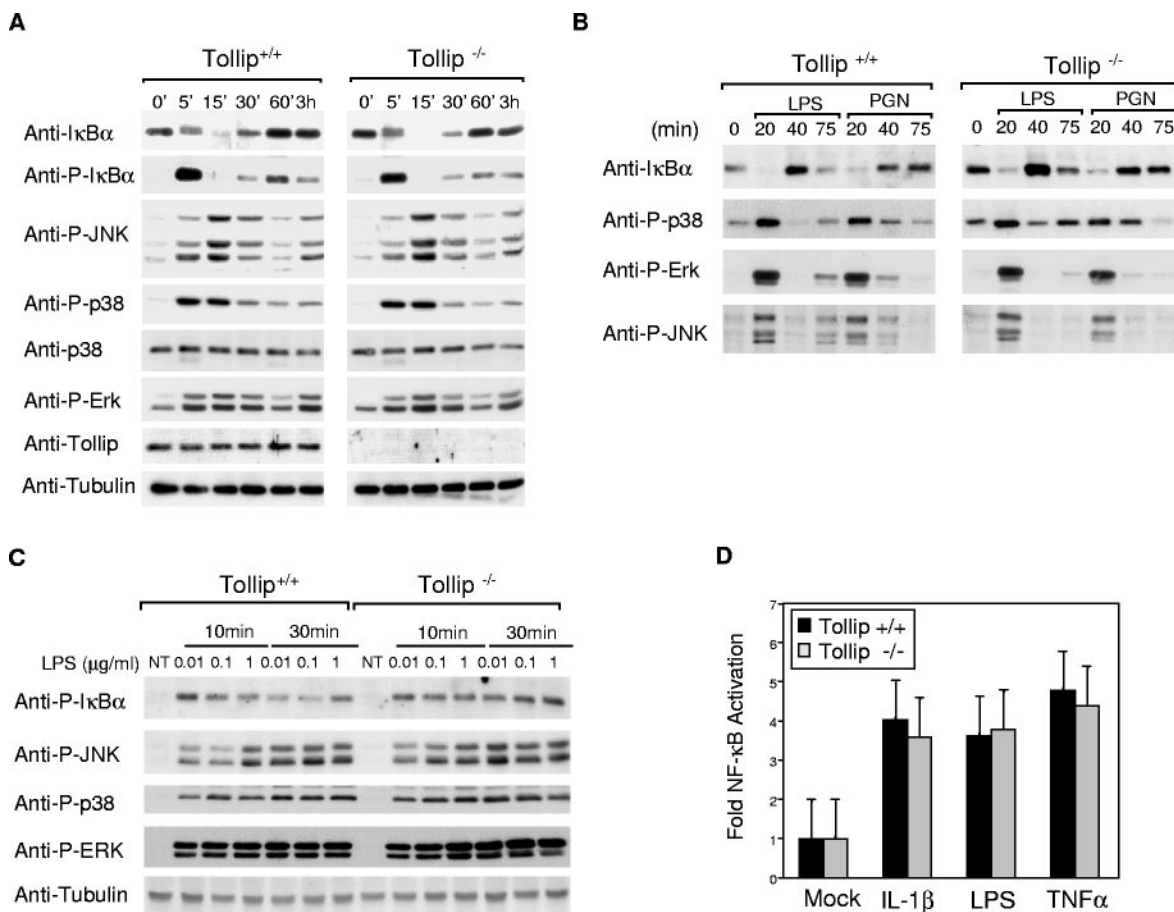 A
Tollip+/+ Tollip -/-
0' 5' 15' 30' 60' 3h 0' 5' 15' 30' 60' 3h
Anti-IκBα
Anti-P-IκBα
Anti-P-JNK
Anti-P-p38
Anti-p38
Anti-P-Erk
Anti-Tollip
Anti-Tubulin
B
Tollip +/+ Tollip -/-
LPS PGN LPS PGN
(min) 0 20 40 75 20 40 75 0 20 40 75 20 40 75
Anti-IκBα
Anti-P-p38
Anti-P-Erk
Anti-P-JNK
C
Tollip+/+ Tollip -/-
10min 30min 10min 30min
LPS (μg/ml) NT 0.01 0.1 1 0.01 0.1 1 NT 0.01 0.1 1 0.01 0.1 1
Anti-P-IκBα
Anti-P-JNK
Anti-P-p38
Anti-P-ERK
Anti-Tubulin
D
Fold NF-κB Activation
7
6
5
4
3
2
1
0
Tollip +/+
Tollip -/-
Mock IL-1β LPS TNFα